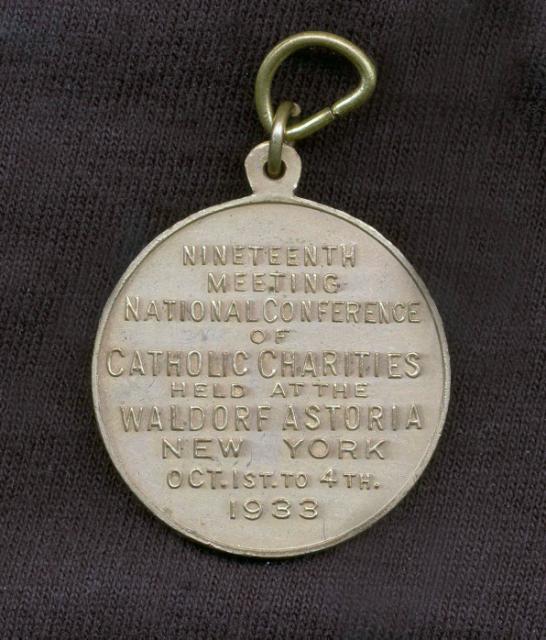 NINETEENTH
MEETING
NATIONAL CONFERENCE
OF
CATHOLIC CHARITIES
HELD AT THE
WALDORF ASTORIA
NEW YORK
OCT. 1ST. TO 4TH.
1933